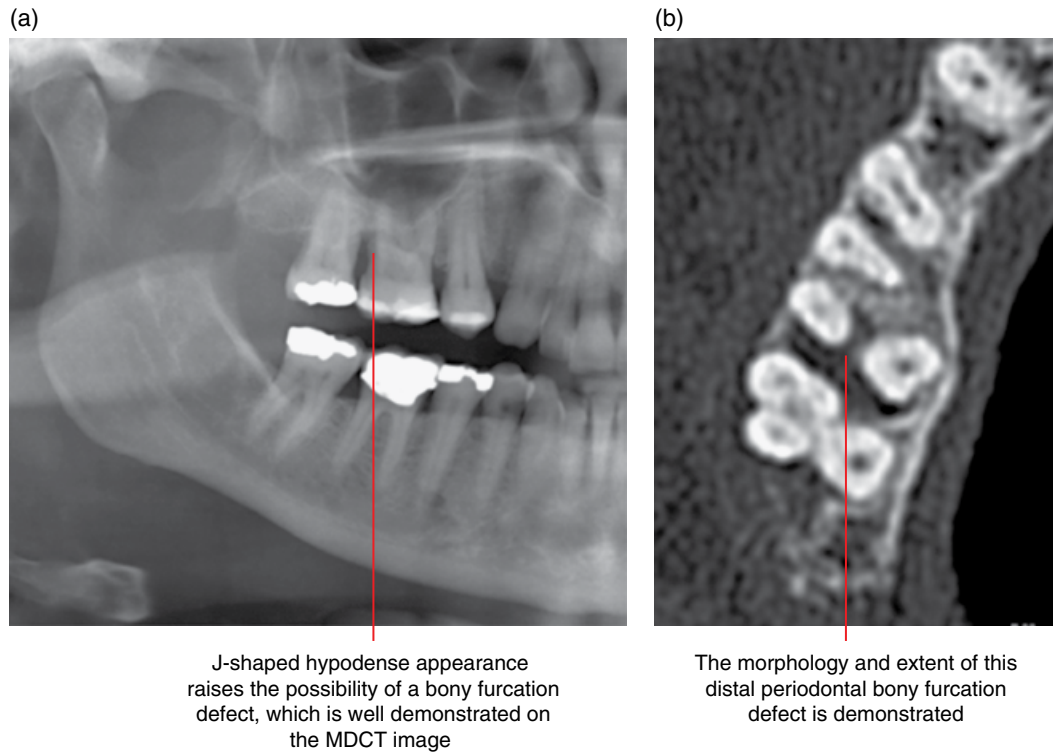 (a)
(b)
J-shaped hypodense appearance
raises the possibility of a bony furcation
defect, which is well demonstrated on
the MDCT image
The morphology and extent of this
distal periodontal bony furcation
defect is demonstrated